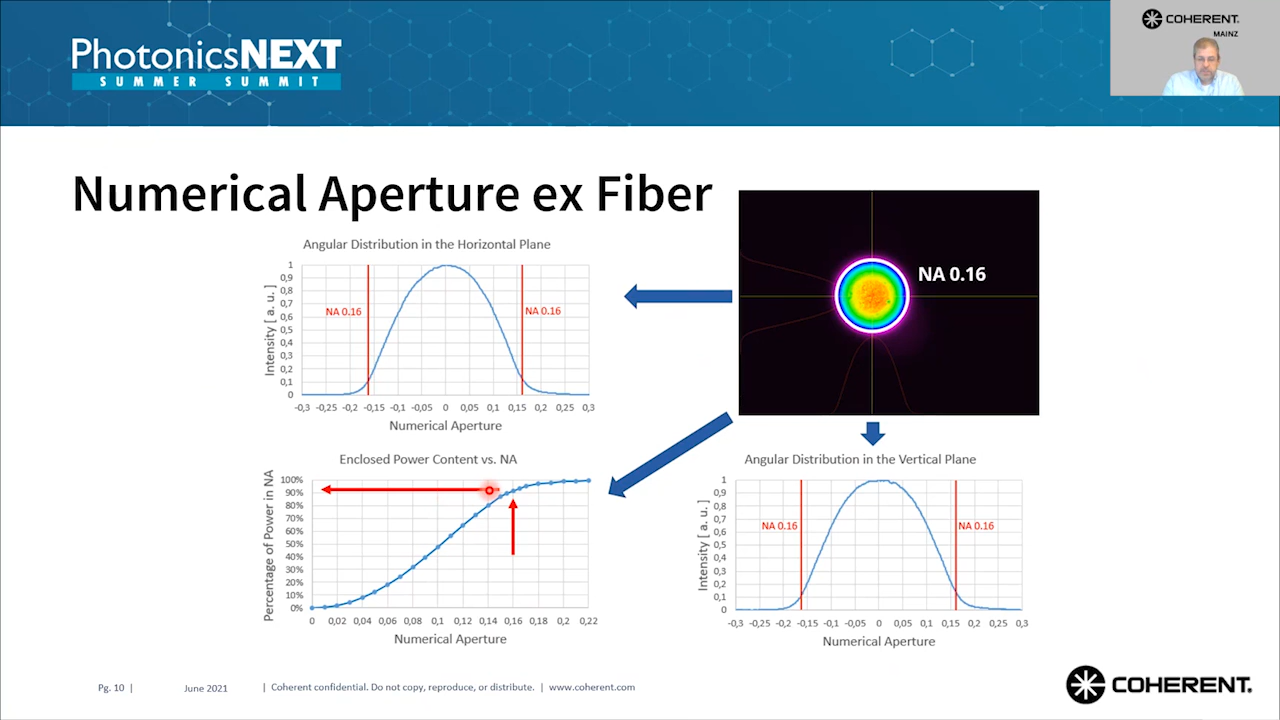 PhotonicsNEXT
SUMMER SUMMIT
COHERENT.
MAINZ
Numerical Aperture ex Fiber
Angular Distribution in the Horizontal Plane
Intensity [ a. u. ]
1
0,9
0,8
0,7
0,6
0,5
0,4
0,3
0,2
0,1
0
NA 0.16
NA 0.16
-0,3 -0,25 -0,2 -0,15 -0,1 -0,05 0 0,05 0,1 0,15 0,2 0,25 0,3
Numerical Aperture
NA 0.16
Enclosed Power Content vs. NA
Percentage of Power in NA
100%
90%
80%
70%
60%
50%
40%
30%
20%
10%
0%
0 0,02 0,04 0,06 0,08 0,1 0,12 0,14 0,16 0,18 0,2 0,22
Numerical Aperture
Angular Distribution in the Vertical Plane
Intensity [ a. u. ]
1
0,9
0,8
0,7
0,6
0,5
0,4
0,3
0,2
0,1
0
NA 0.16
NA 0.16
-0,3 -0,25 -0,2 -0,15 -0,1 -0,05 0 0,05 0,1 0,15 0,2 0,25 0,3
Numerical Aperture
Pg. 10 | June 2021 | Coherent confidential. Do not copy, reproduce, or distribute. | www.coherent.com
COHERENT.